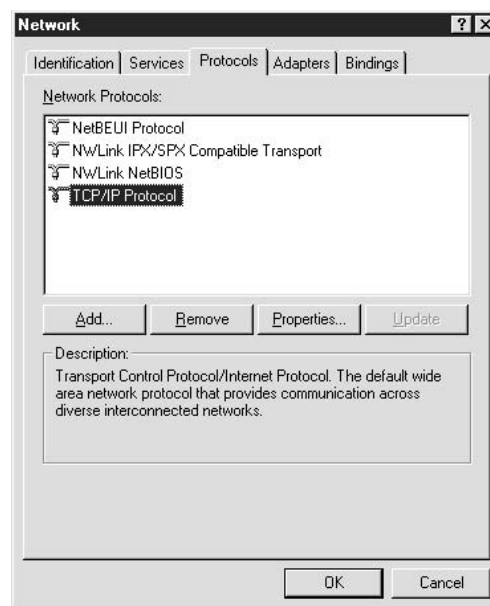 Network
Identification Services Protocols Adapters Bindings
Network Protocols:
NetBEUI Protocol
NWLink IPX/SPX Compatible Transport
NWLink NetBIOS
TCP/IP Protocol
Add... Remove Properties... Update
Description:
Transport Control Protocol/Internet Protocol. The default wide
area network protocol that provides communication across
diverse interconnected networks.
OK Cancel